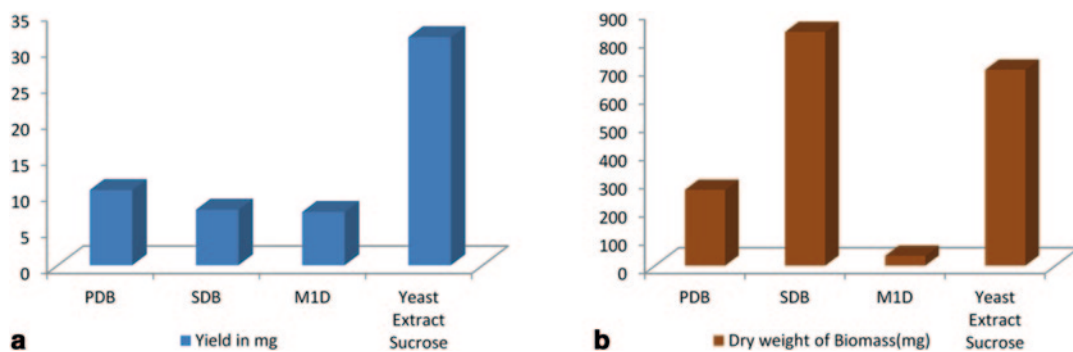 35
30
25
20
15
10
5
0
PDB
SDB
M1D
Yeast
Extract
Sucrose
a
Yield in mg
900
800
700
600
500
400
300
200
100
0
PDB
SDB
M1D
Yeast
Extract
Sucrose
b
Dry weight of Biomass(mg)